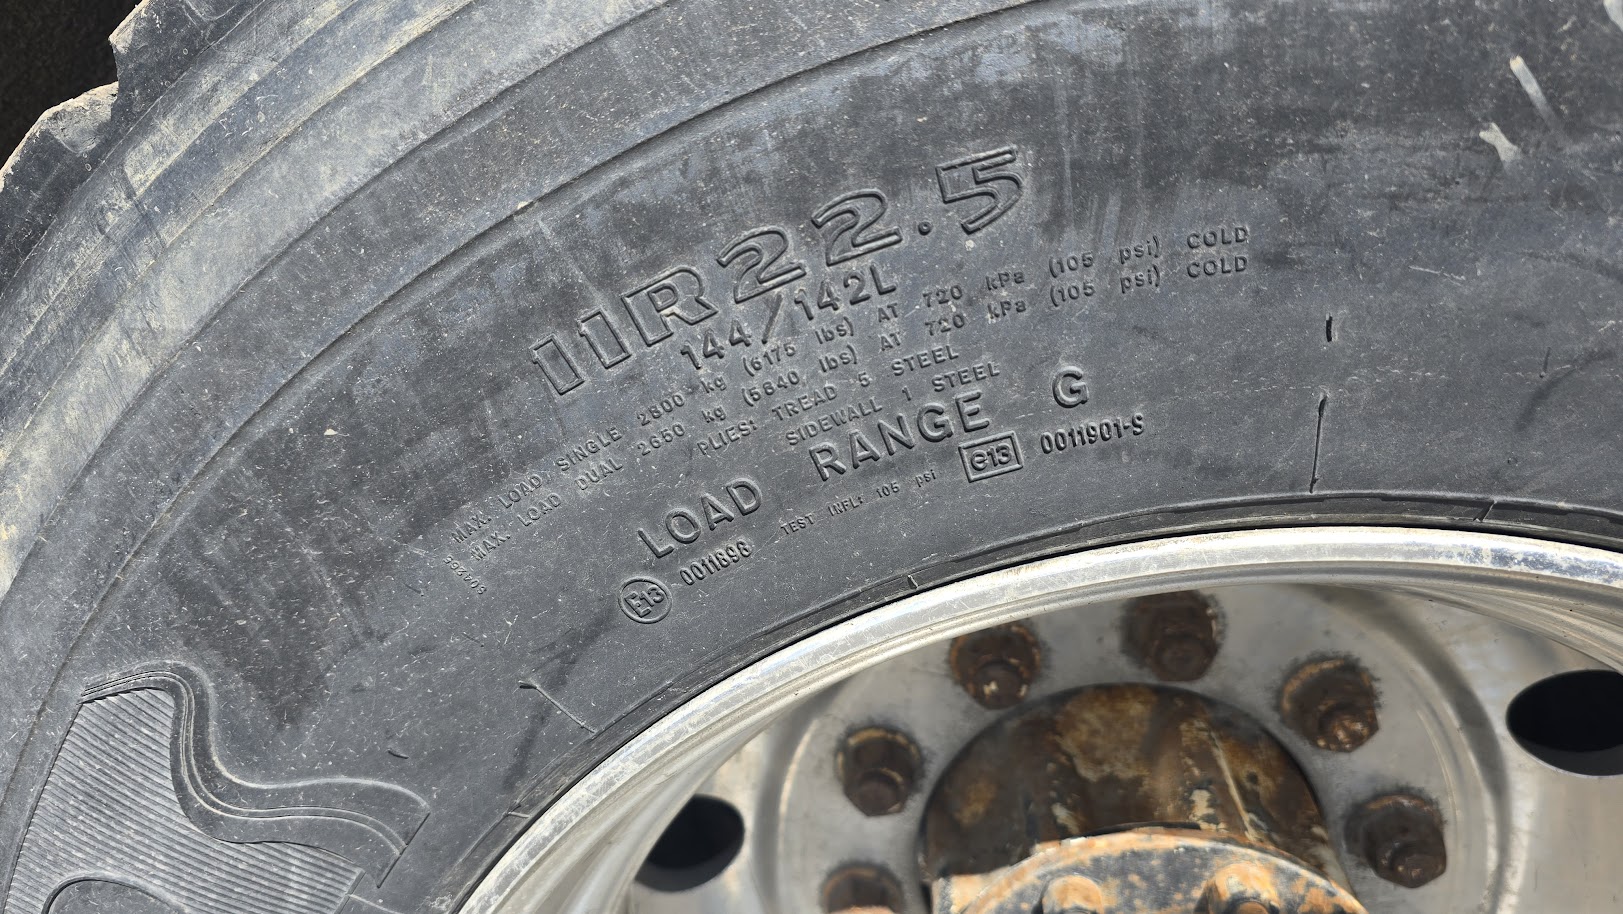 11R22.5
144/142L
MAX. LOAD SINGLE 2800 kg (6175 lbs) AT 720 kPa (105 psi) COLD
MAX. LOAD DUAL 2650 kg (5840 lbs) AT 720 kPa (105 psi) COLD
PLIES: TREAD 5 STEEL
SIDEWALL 1 STEEL
LOAD RANGE G
E13 0011898 TEST INFL: 105 psi e13 0011901-S